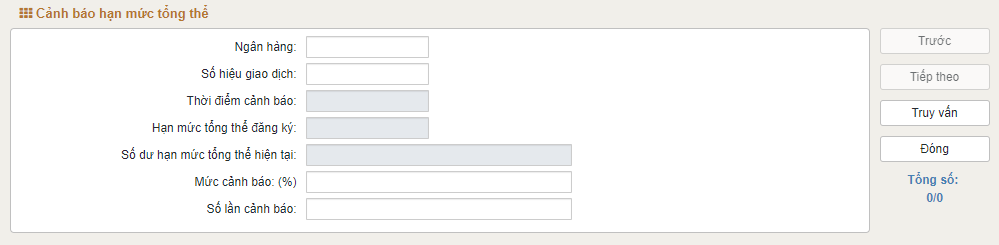 Cảnh báo hạn mức tổng thể
Ngân hàng:
Số hiệu giao dịch:
Thời điểm cảnh báo:
Hạn mức tổng thể đăng ký:
Số dư hạn mức tổng thể hiện tại:
Mức cảnh báo: (%)
Số lần cảnh báo:
Trước
Tiếp theo
Truy vấn
Đóng
Tổng số:
0/0